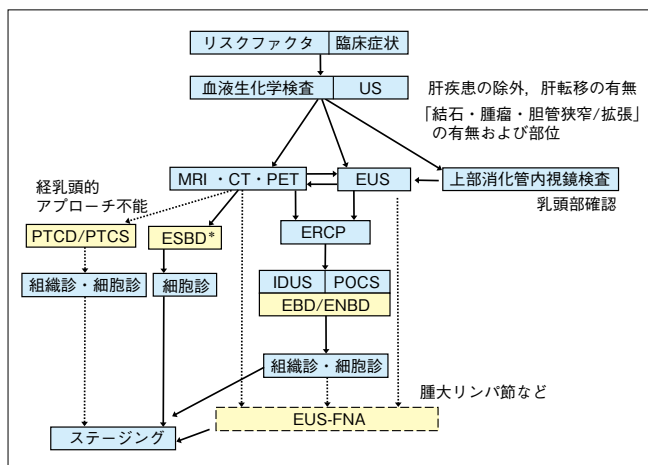 リスクファクタ 臨床症状
血液生化学検査 US
肝疾患の除外,肝転移の有無
「結石・腫瘤・胆管狭窄/拡張」
の有無および部位
MRI・CT・PET
EUS
上部消化管内視鏡検査
乳頭部確認
経乳頭的
アプローチ不能
PTCD/PTCS
ESBD*
ERCP
組織診・細胞診
細胞診
IDUS POCS
EBD/ENBD
組織診・細胞診
腫大リンパ節など
EUS-FNA
ステージング